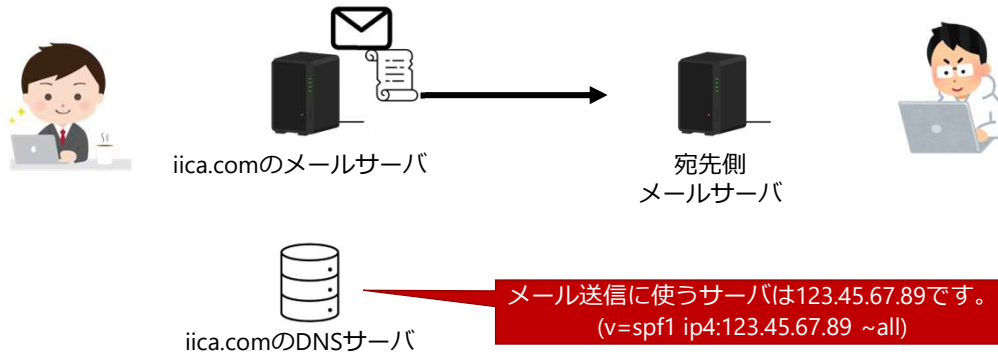 iica.comのメールサーバ
宛先側
メールサーバ
メール送信に使うサーバは123.45.67.89です。
(v=spf1 ip4:123.45.67.89 ~all)
iica.comのDNSサーバ